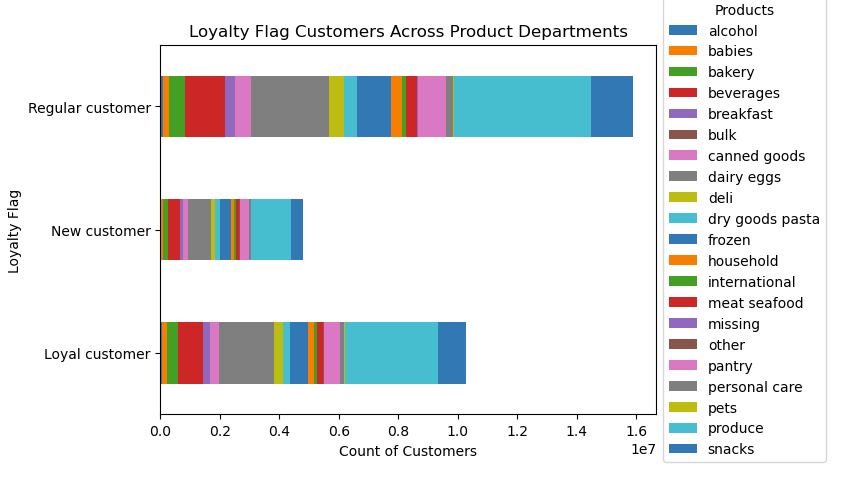 Loyalty Flag Customers Across Product Departments
Products
alcohol
babies
bakery
beverages
breakfast
bulk
canned goods
dairy eggs
deli
dry goods pasta
frozen
household
international
meat seafood
missing
other
pantry
personal care
pets
produce
snacks
Loyalty Flag
Regular customer
New customer
Loyal customer
0.0 0.2 0.4 0.6 0.8 1.0 1.2 1.4 1.6
1e7
Count of Customers